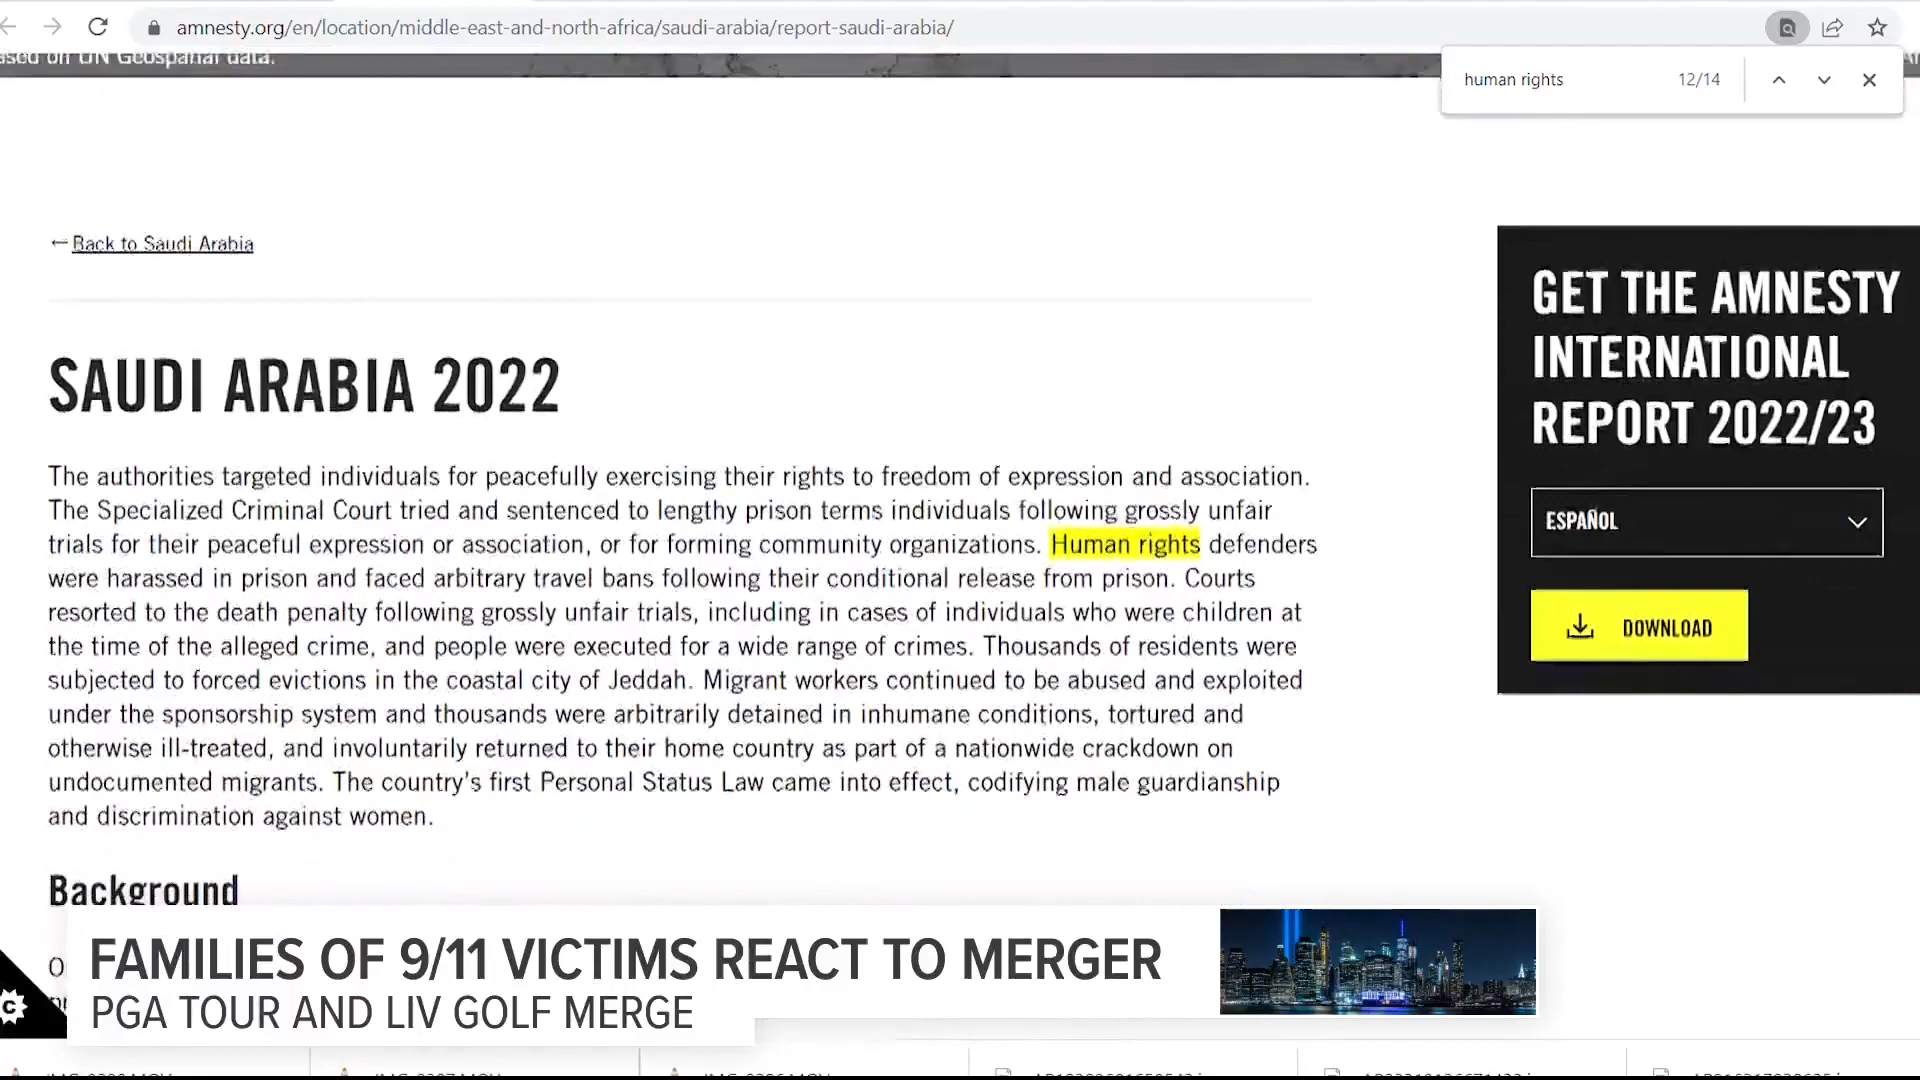 amnesty.org/en/location/middle-east-and-north-africa/saudi-arabia/report-saudi-arabia/
ased on UN Geospatial data.
human rights 12/14
← Back to Saudi Arabia
SAUDI ARABIA 2022
The authorities targeted individuals for peacefully exercising their rights to freedom of expression and association.
The Specialized Criminal Court tried and sentenced to lengthy prison terms individuals following grossly unfair
trials for their peaceful expression or association, or for forming community organizations. Human rights defenders
were harassed in prison and faced arbitrary travel bans following their conditional release from prison. Courts
resorted to the death penalty following grossly unfair trials, including in cases of individuals who were children at
the time of the alleged crime, and people were executed for a wide range of crimes. Thousands of residents were
subjected to forced evictions in the coastal city of Jeddah. Migrant workers continued to be abused and exploited
under the sponsorship system and thousands were arbitrarily detained in inhumane conditions, tortured and
otherwise ill-treated, and involuntarily returned to their home country as part of a nationwide crackdown on
undocumented migrants. The country's first Personal Status Law came into effect, codifying male guardianship
and discrimination against women.
Background
GET THE AMNESTY
INTERNATIONAL
REPORT 2022/23
ESPAÑOL
DOWNLOAD
FAMILIES OF 9/11 VICTIMS REACT TO MERGER
PGA TOUR AND LIV GOLF MERGE